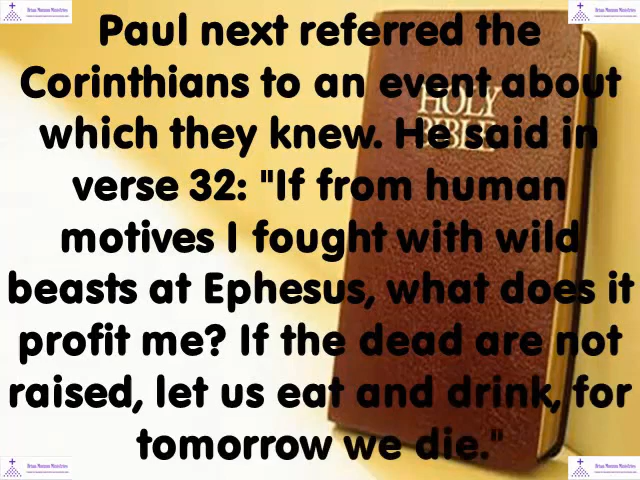 Paul next referred the
Corinthians to an event about
which they knew. He said in
verse 32: "If from human
motives I fought with wild
beasts at Ephesus, what does it
profit me? If the dead are not
raised, let us eat and drink, for
tomorrow we die."
HOLY
BIBLE